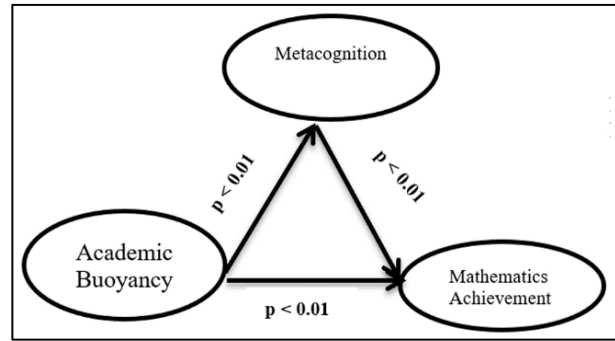 Metacognition
p < 0.01
p < 0.01
Academic
Buoyancy
Mathematics
Achievement
p < 0.01